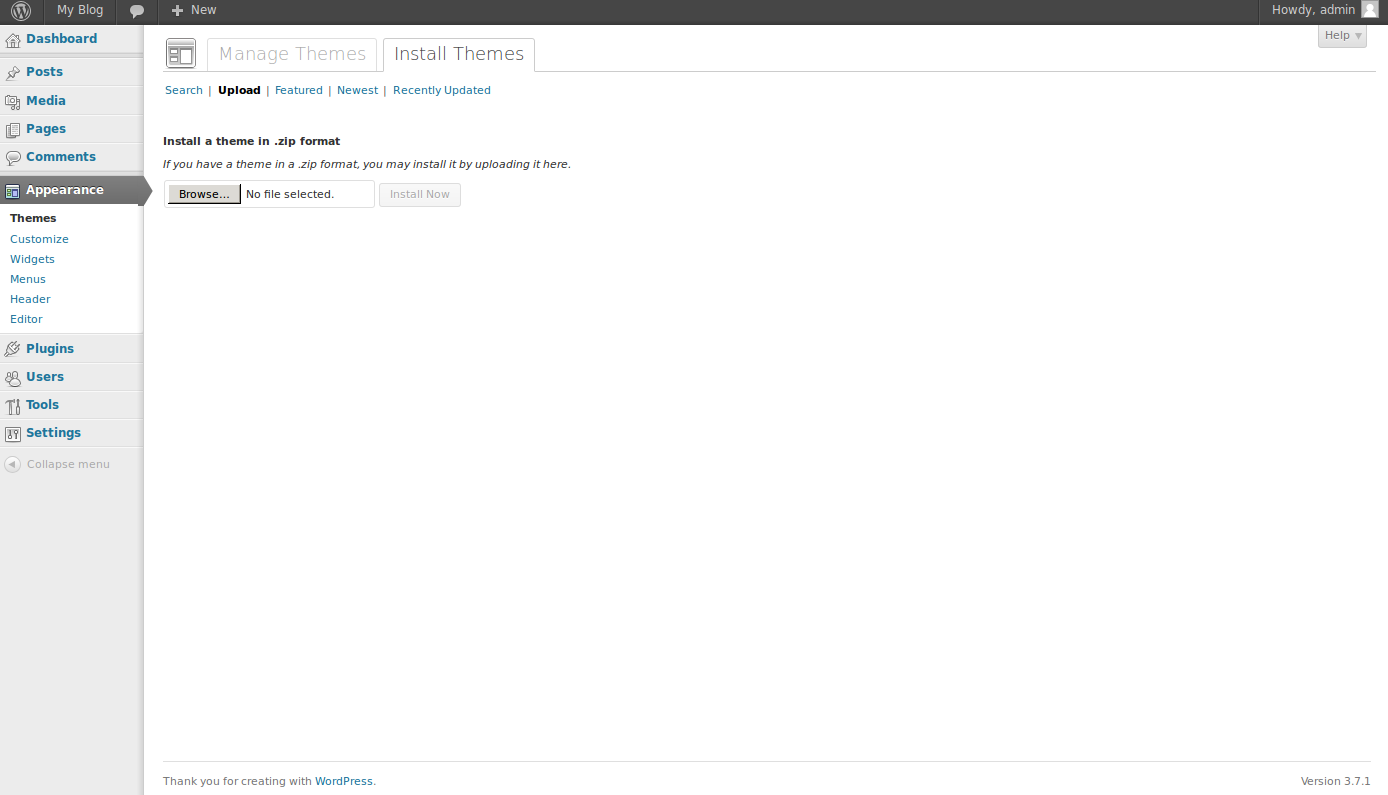 My Blog
New
Howdy, admin
Dashboard
Posts
Media
Pages
Comments
Appearance
Themes
Customize
Widgets
Menus
Header
Editor
Plugins
Users
Tools
Settings
Collapse menu
Help
Manage Themes
Install Themes
Search | Upload | Featured | Newest | Recently Updated
Install a theme in .zip format
If you have a theme in a .zip format, you may install it by uploading it here.
Browse... No file selected. Install Now
Thank you for creating with WordPress.
Version 3.7.1